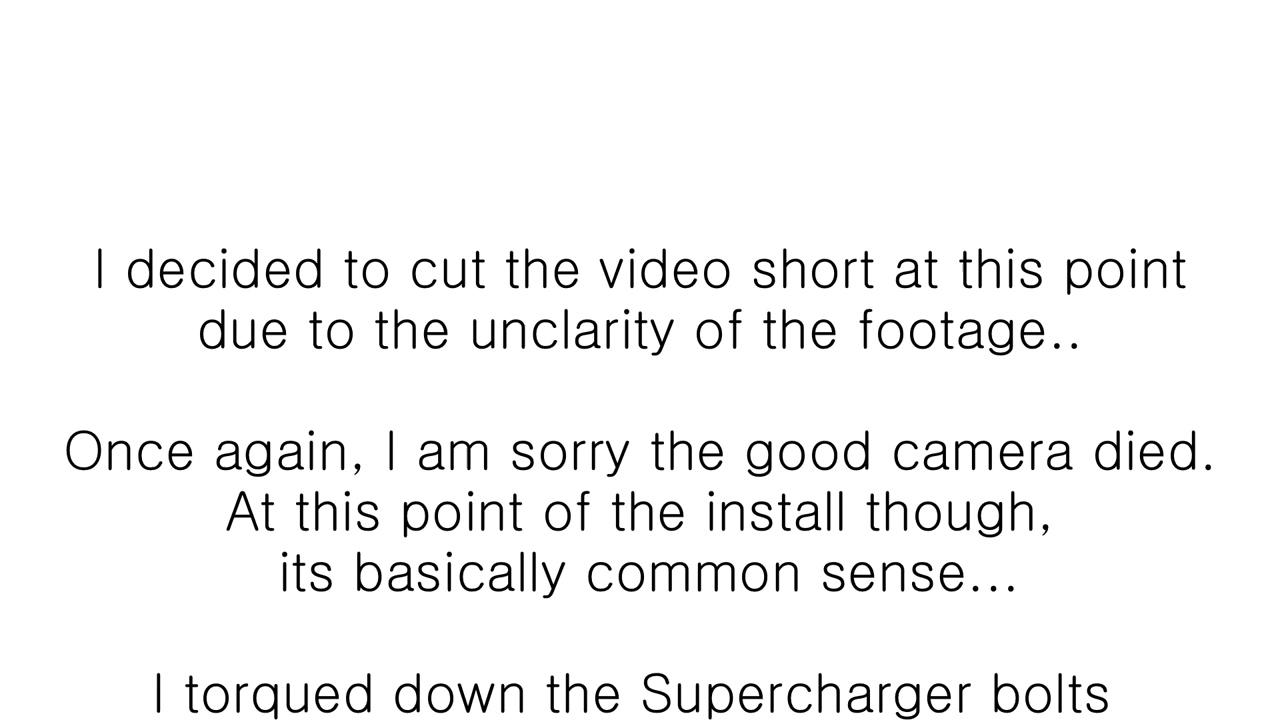 I decided to cut the video short at this point
due to the unclarity of the footage..
Once again, I am sorry the good camera died.
At this point of the install though,
its basically common sense...
I torqued down the Supercharger bolts